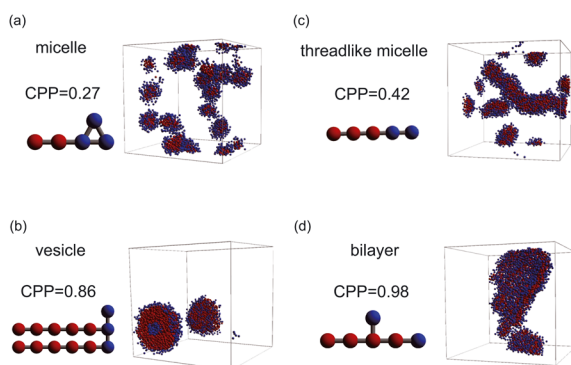 (a)
micelle
CPP=0.27
(c)
threadlike micelle
CPP=0.42
(b)
vesicle
CPP=0.86
(d)
bilayer
CPP=0.98